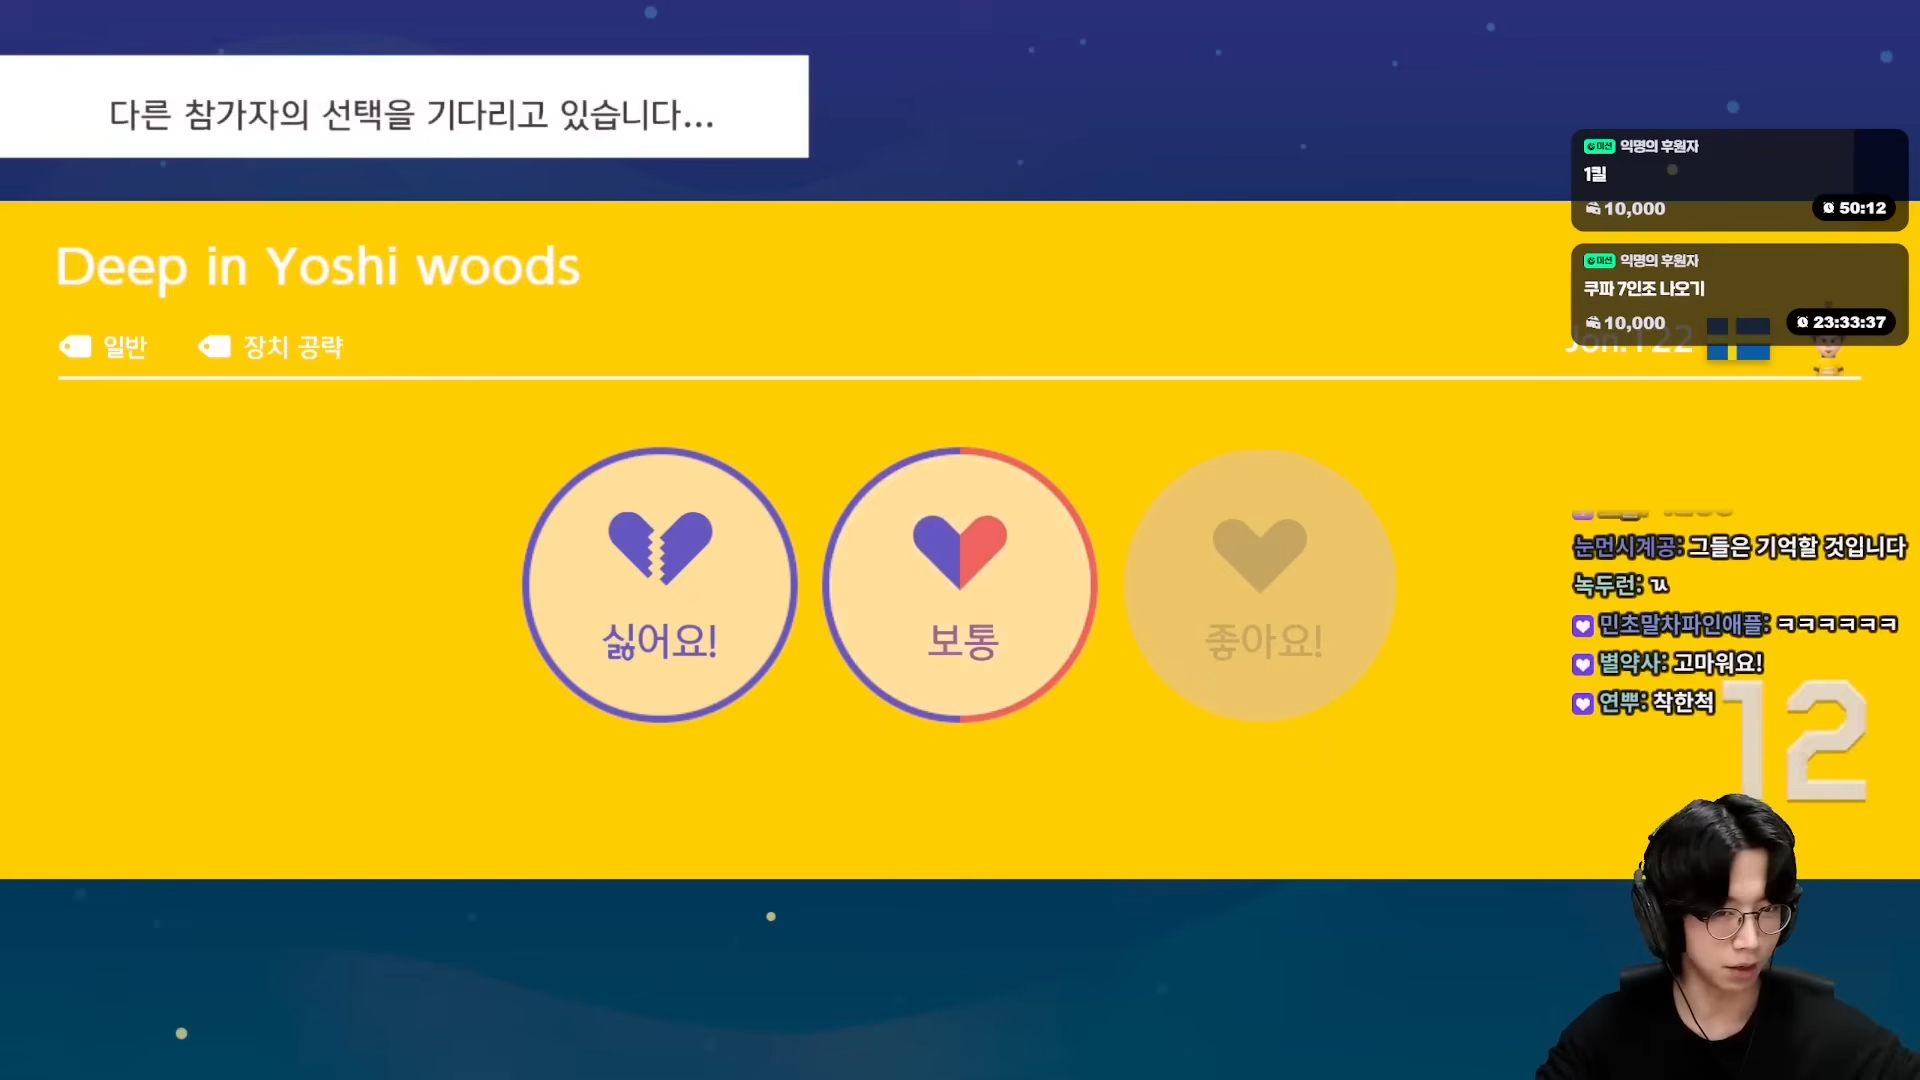 다른 참가자의 선택을 기다리고 있습니다...
미션 익명의 후원자
1킬
10,000
50:12
Deep in Yoshi woods
미션 익명의 후원자
쿠파 7인조 나오기
10,000
23:33:37
일반
장치 공략
싫어요!
보통
좋아요!
눈먼시계공: 그들은 기억할 것입니다
녹두런: ㄳ
민초말차파인애플: ㅋㅋㅋㅋㅋㅋ
별약사: 고마워요!
연뿌: 착한척
12